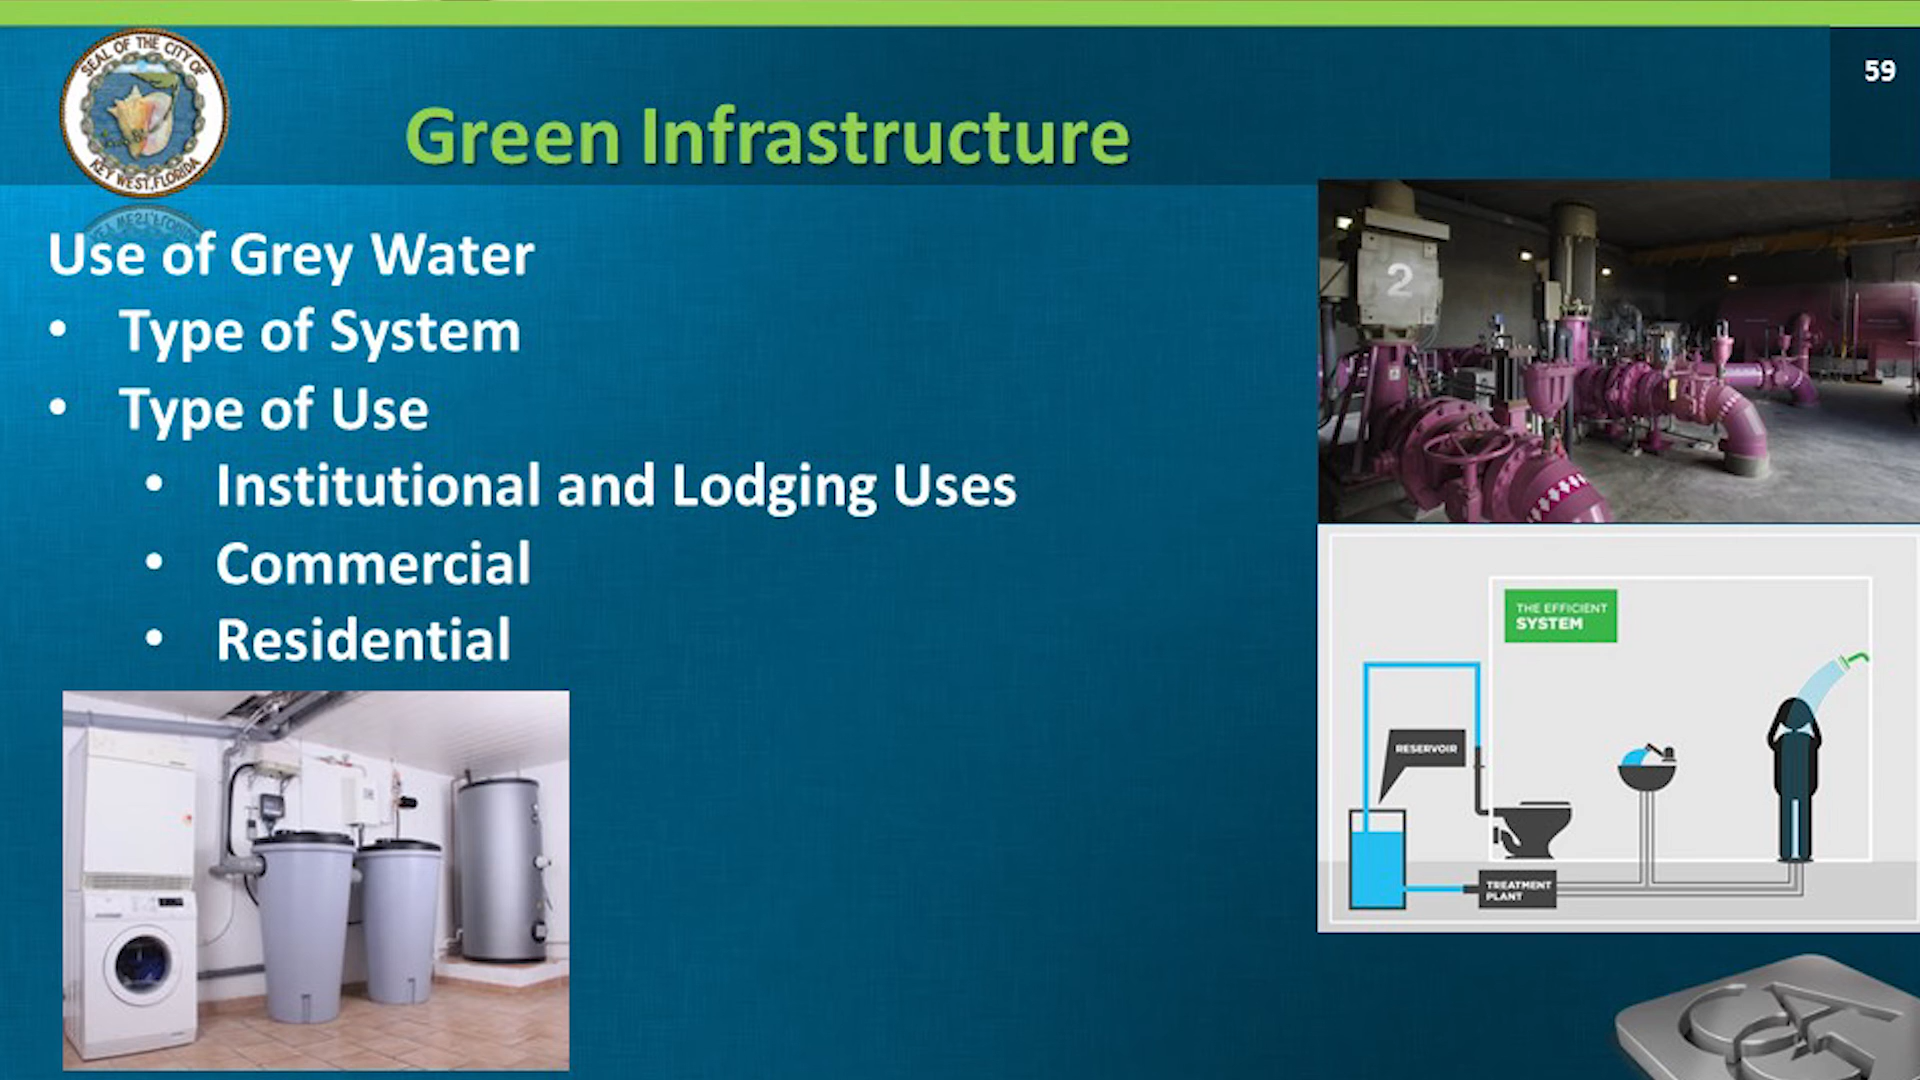 SEAL OF THE CITY OF
KEY WEST, FLORIDA
59
Green Infrastructure
Use of Grey Water
• Type of System
• Type of Use
• Institutional and Lodging Uses
• Commercial
• Residential
2
THE EFFICIENT
SYSTEM
RESERVOIR
TREATMENT
PLANT